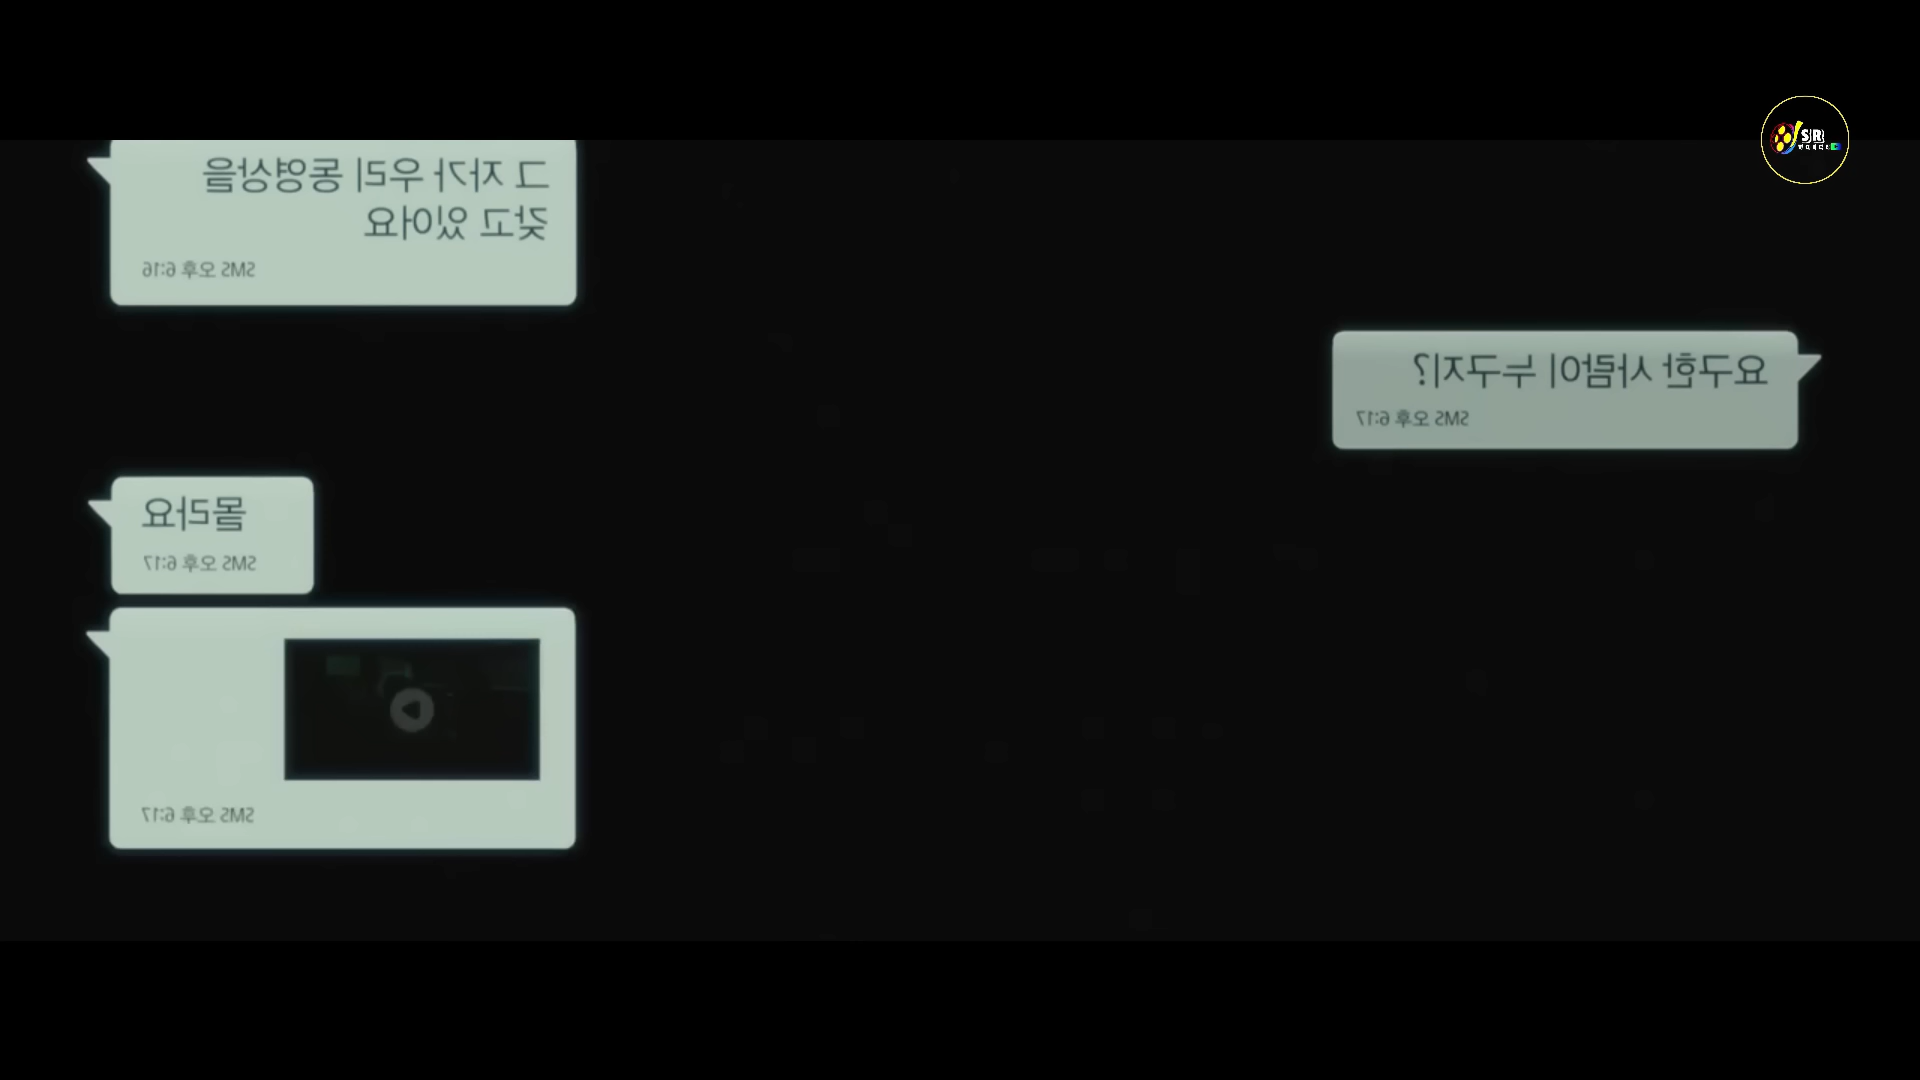 그 자가 우리 동영상을
갖고 있어요
SMS 오후 6:16
요구한 사람이 누구지?
SMS 오후 6:17
몰라요
SMS 오후 6:17
SMS 오후 6:17
SR